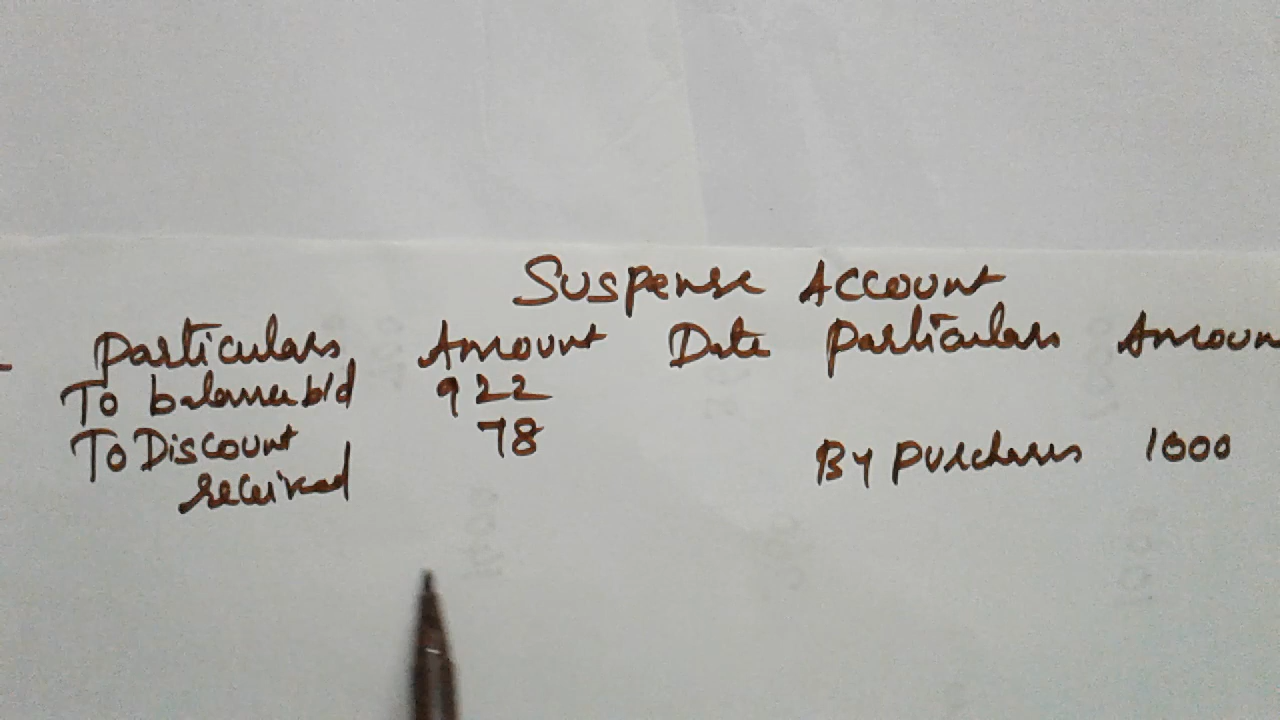 Suspense Account
Particulars Amount Date Particulars Amoun
To balance b/d 922
To Discount 78 By Purchases 1000
received